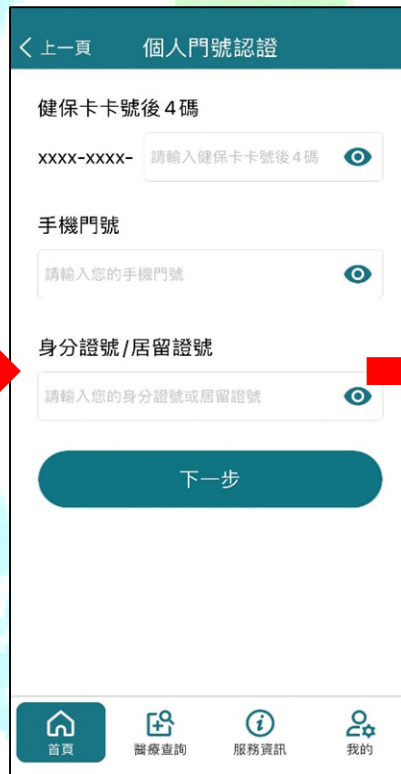 上一頁 個人門號認證
健保卡卡號後4碼
xxxx-xxxx- 請輸入健保卡卡號後4碼
手機門號
請輸入您的手機門號
身分證號/居留證號
請輸入您的身分證號或居留證號
下一步
首頁 醫療查詢 服務資訊 我的